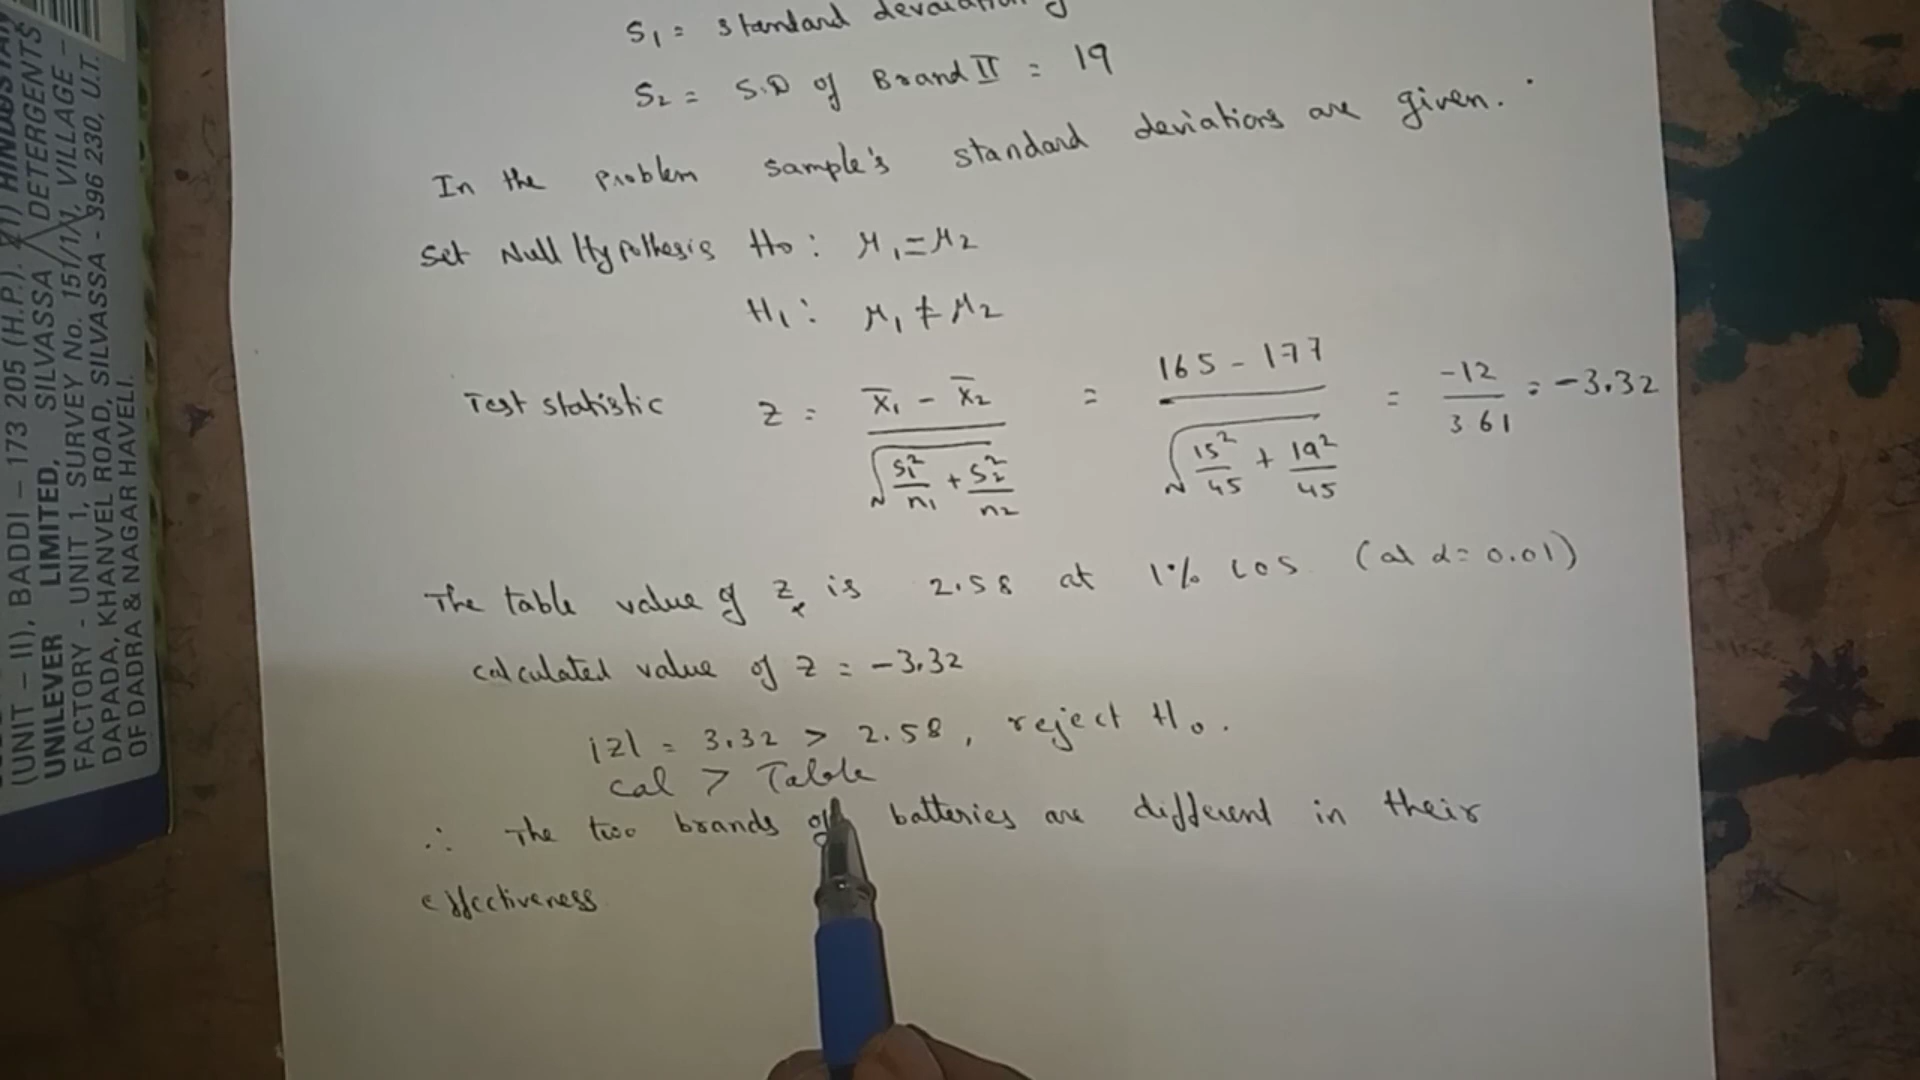 S₁ = standard
S₂ = S.D of Brand II = 19
In the problem sample's standard deviations are given.
Set Null Hypothesis H₀ : μ₁ = μ₂
H₁ : μ₁ ≠ μ₂
Test statistic z = (x̄₁ - x̄₂) / √(s₁²/n₁ + s₂²/n₂) = (165 - 177) / √(15²/45 + 19²/45) = -12 / 3 61 = -3.32
The table value of z is 2.58 at 1% LOS (at α = 0.01)
calculated value of z = -3.32
|z| = 3.32 > 2.58, reject H₀.
cal > Table
∴ The two brands of batteries are different in their
effectiveness
(UNIT – II), BADDI – 173 205 (H.P.).
UNILEVER LIMITED, SILVASSA DETERGENTS
FACTORY - UNIT 1, SURVEY No. 151/1/1, VILLAGE -
DAPADA, KHANVEL ROAD, SILVASSA - 396 230, U.T.
OF DADRA & NAGAR HAVELI.